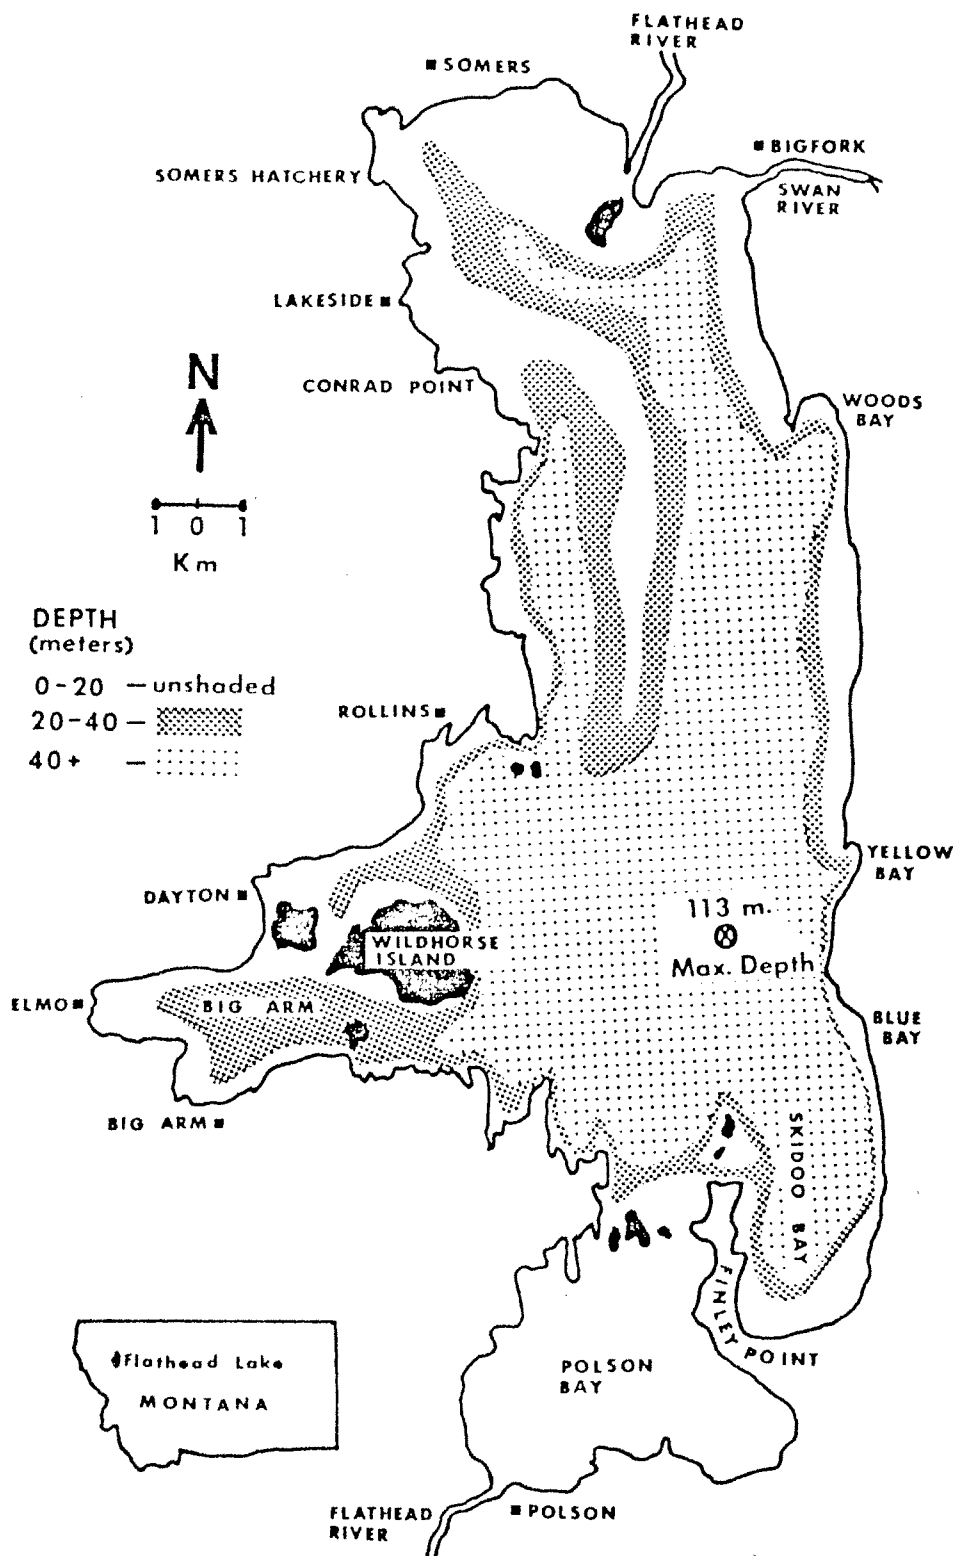 FLATHEAD
RIVER
SOMERS
BIGFORK
SOMERS HATCHERY
SWAN
RIVER
LAKESIDE
N
CONRAD POINT
WOODS
BAY
1 0 1
Km
DEPTH
(meters)
0-20 — unshaded
20-40 —
40+ —
ROLLINS
YELLOW
BAY
DAYTON
113 m.
Max. Depth
WILDHORSE
ISLAND
ELMO
BIG ARM
BLUE
BAY
BIG ARM
SKIDOO BAY
FINLEY POINT
Flathead Lake
MONTANA
POLSON
BAY
FLATHEAD
RIVER
POLSON